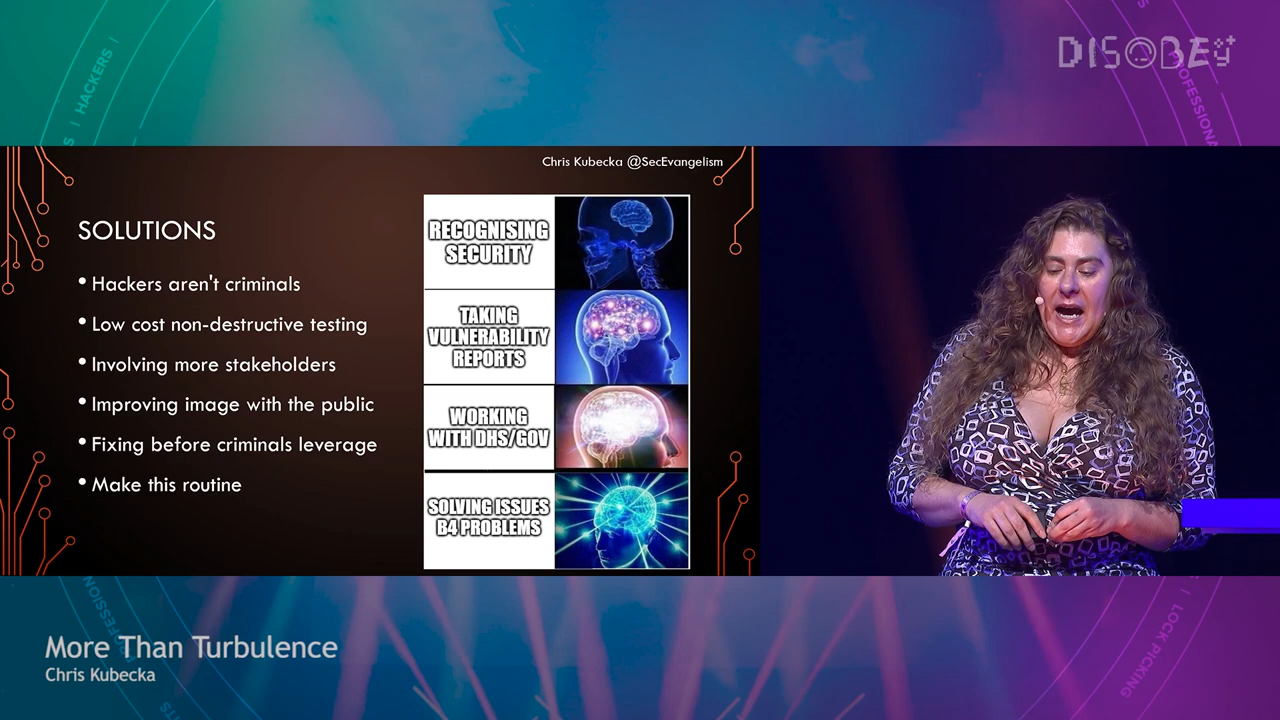 DISOBEY
| HACKERS |
PROFESSIONA
Chris Kubecka @SecEvangelism
SOLUTIONS
• Hackers aren't criminals
• Low cost non-destructive testing
• Involving more stakeholders
• Improving image with the public
• Fixing before criminals leverage
• Make this routine
RECOGNISING
SECURITY
TAKING
VULNERABILITY
REPORTS
WORKING
WITH DHS/GOV
SOLVING ISSUES
B4 PROBLEMS
More Than Turbulence
Chris Kubecka
| LOCK PICKING